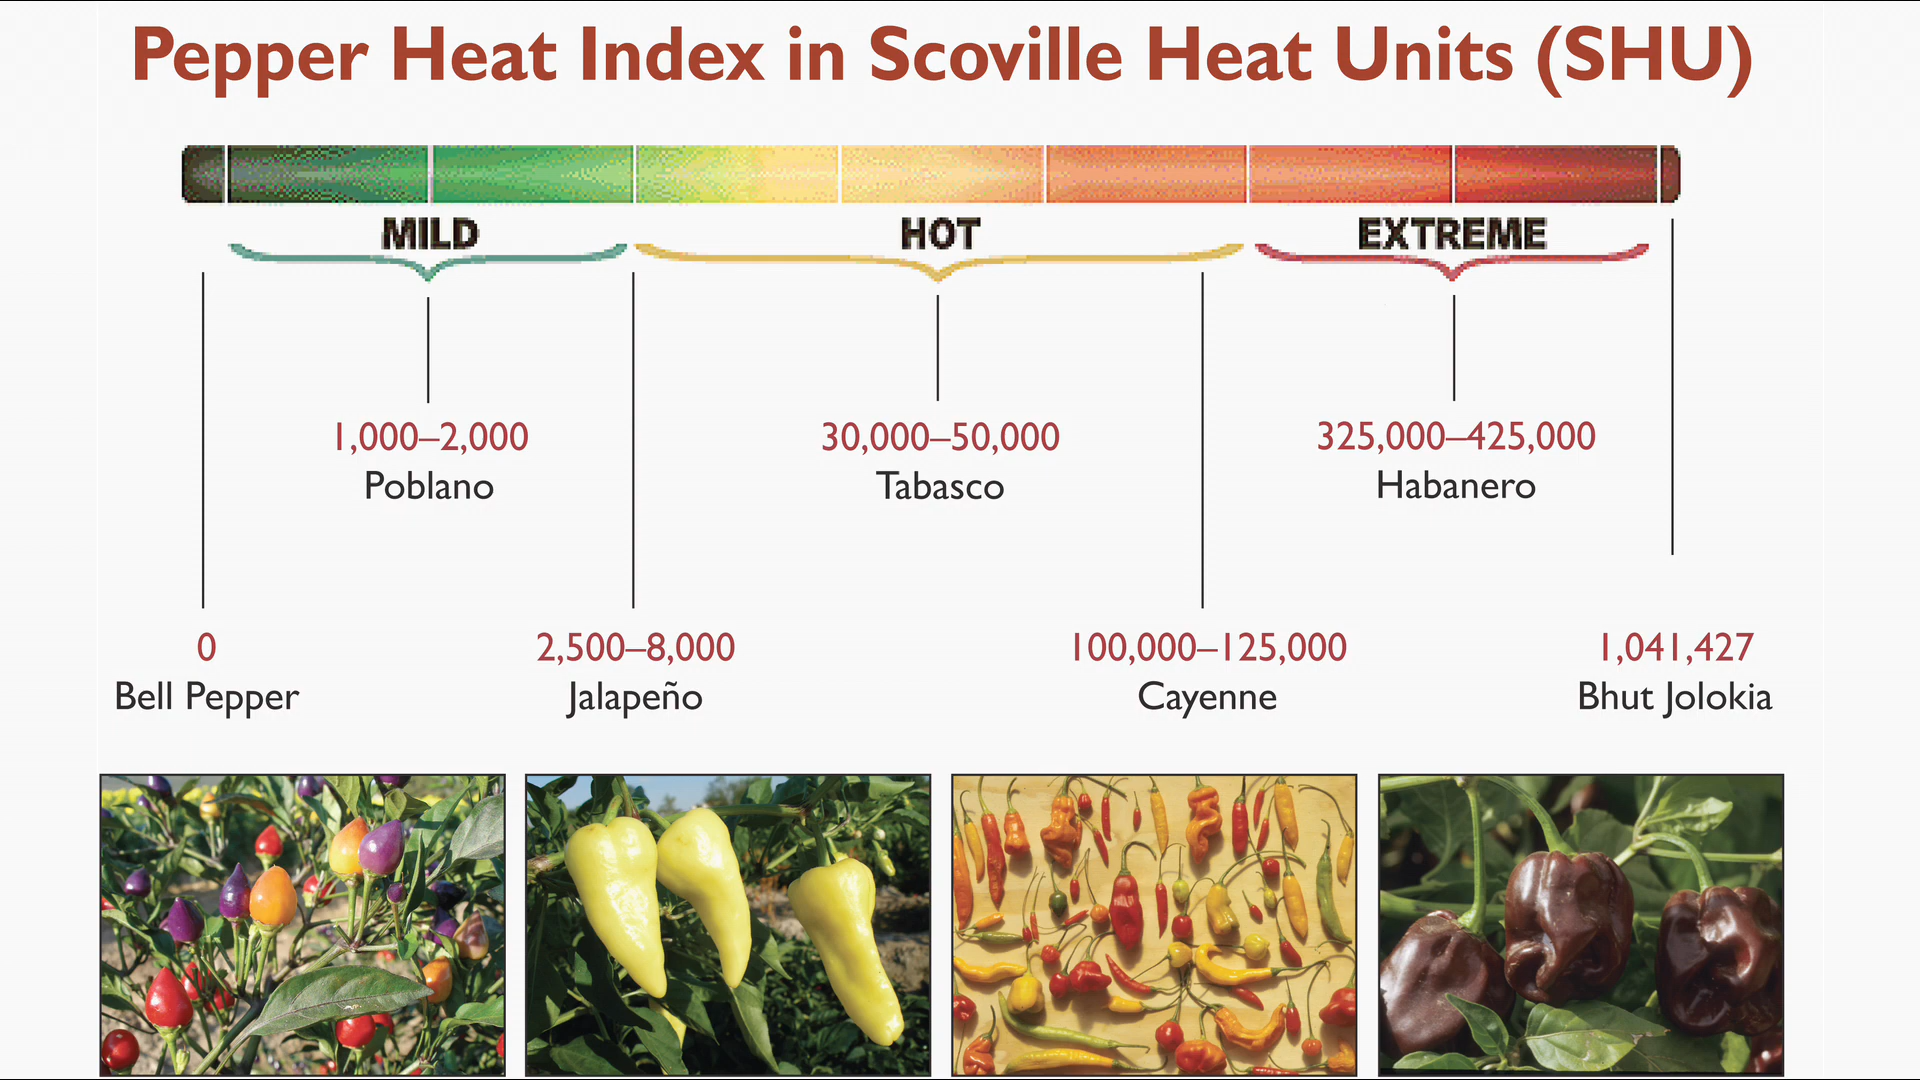 Pepper Heat Index in Scoville Heat Units (SHU)
MILD
HOT
EXTREME
1,000–2,000
Poblano
30,000–50,000
Tabasco
325,000–425,000
Habanero
0
Bell Pepper
2,500–8,000
Jalapeño
100,000–125,000
Cayenne
1,041,427
Bhut Jolokia